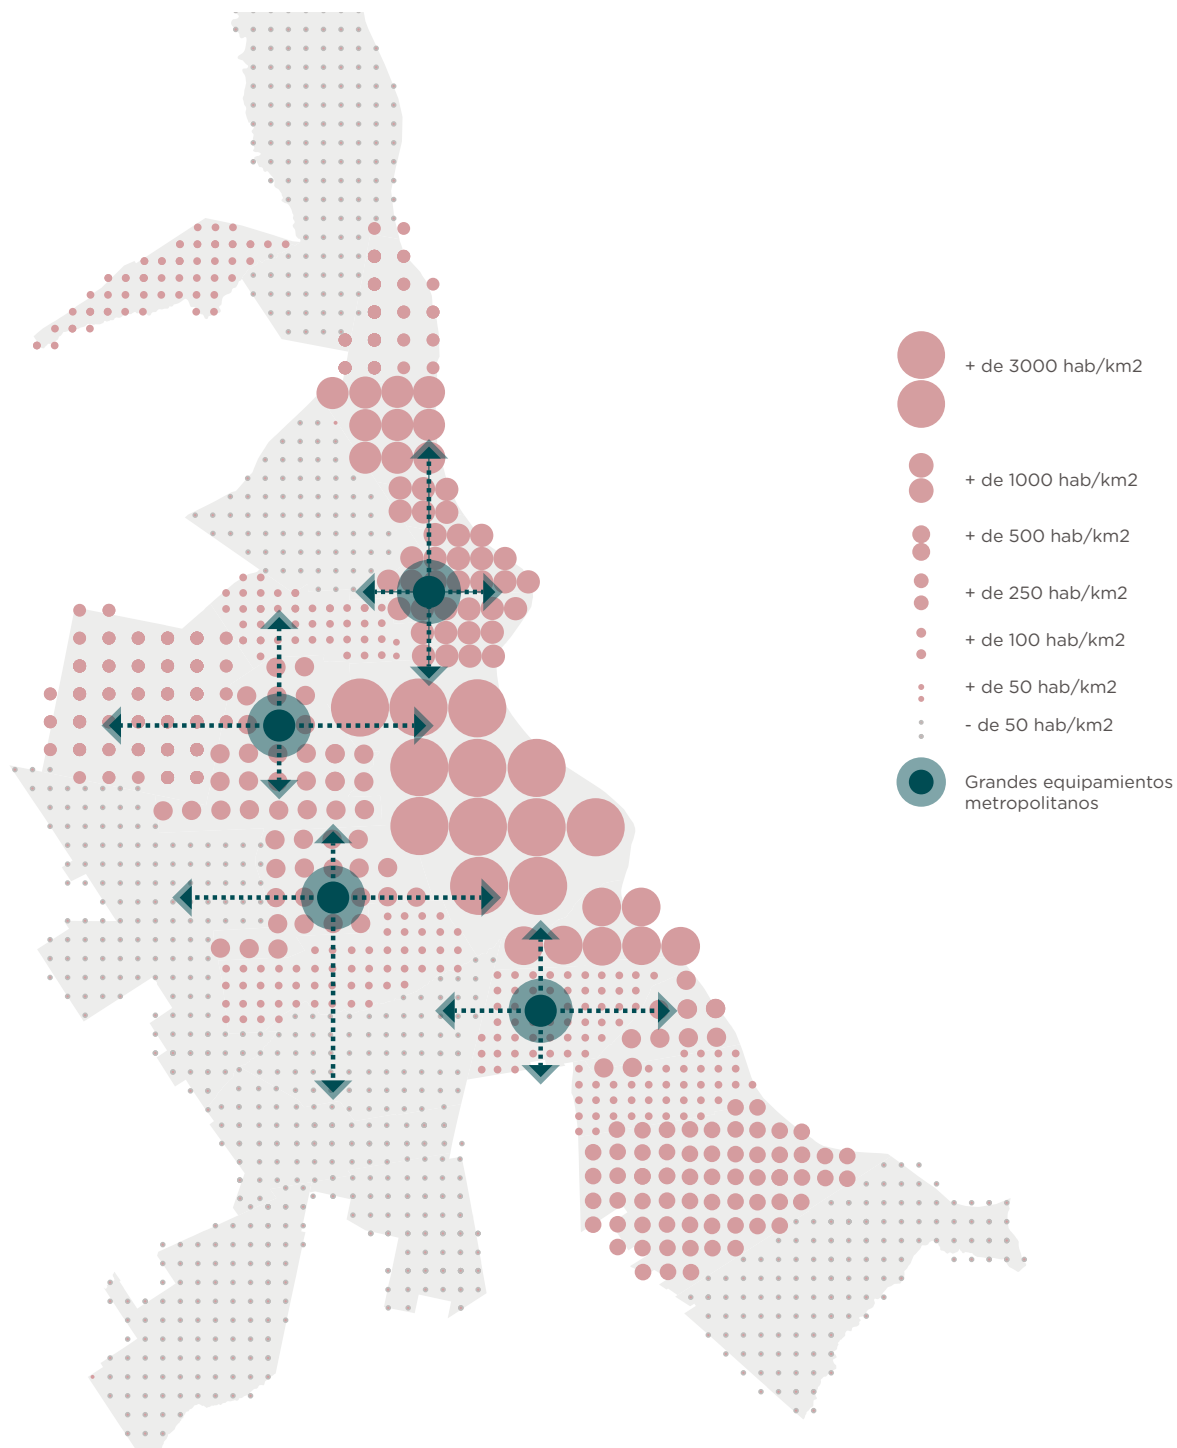 + de 3000 hab/km2
+ de 1000 hab/km2
+ de 500 hab/km2
+ de 250 hab/km2
+ de 100 hab/km2
+ de 50 hab/km2
- de 50 hab/km2
Grandes equipamientos
metropolitanos